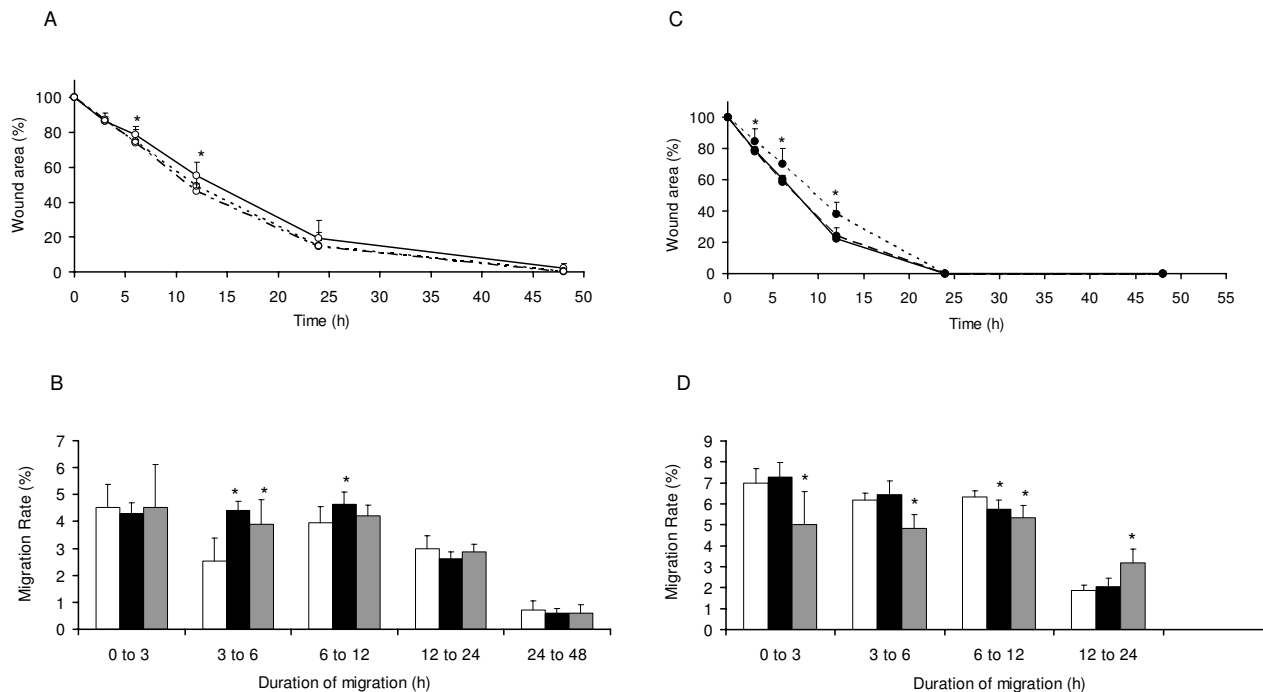 A
100
80
60
40
20
0
Wound area (%)
* *
0 5 10 15 20 25 30 35 40 45 50
Time (h)
C
100
80
60
40
20
0
Wound area (%)
* * *
0 5 10 15 20 25 30 35 40 45 50 55
Time (h)
B
7
6
5
4
3
2
1
0
Migration Rate (%)
* * *
0 to 3 3 to 6 6 to 12 12 to 24 24 to 48
Duration of migration (h)
D
9
8
7
6
5
4
3
2
1
0
Migration Rate (%)
* * * * *
0 to 3 3 to 6 6 to 12 12 to 24
Duration of migration (h)